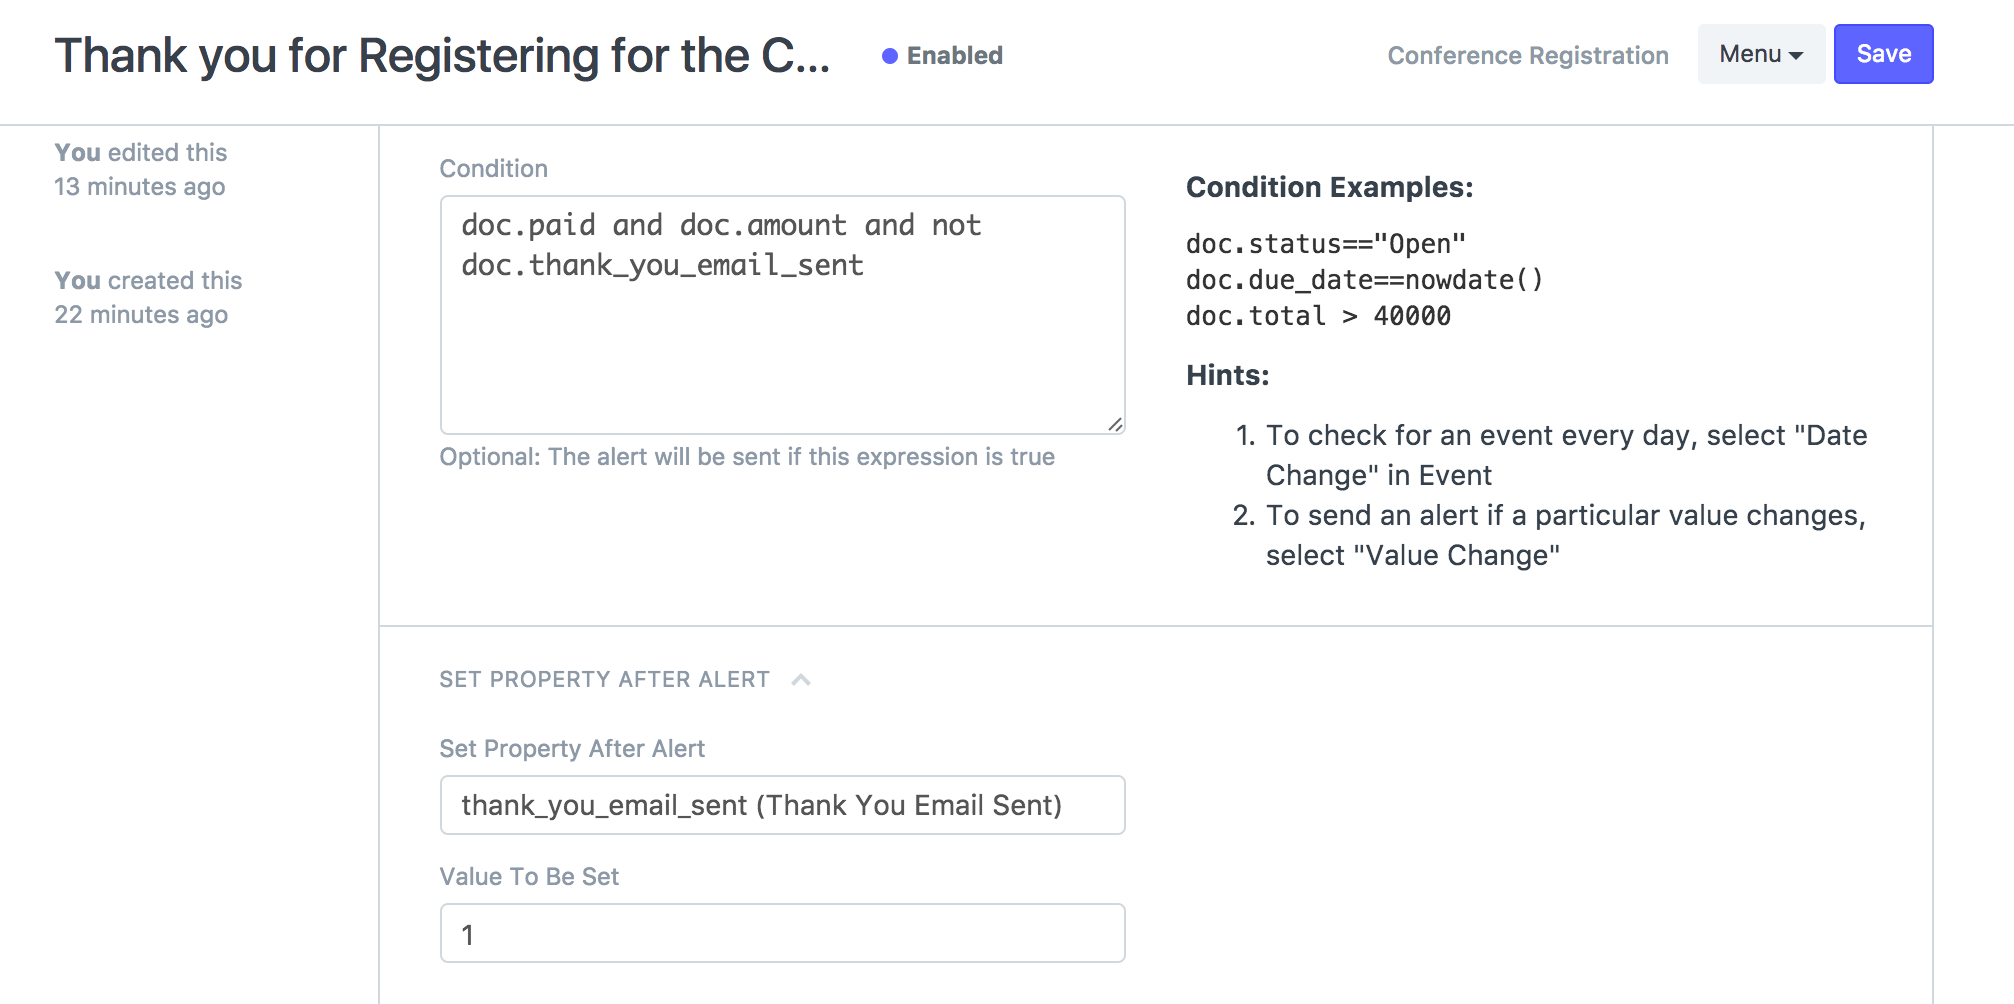 Thank you for Registering for the C...
Enabled
Conference Registration
Menu
Save
You edited this
13 minutes ago
You created this
22 minutes ago
Condition
doc.paid and doc.amount and not
doc.thank_you_email_sent
Optional: The alert will be sent if this expression is true
Condition Examples:
doc.status=="Open"
doc.due_date==nowdate()
doc.total > 40000
Hints:
1. To check for an event every day, select "Date
Change" in Event
2. To send an alert if a particular value changes,
select "Value Change"
SET PROPERTY AFTER ALERT
Set Property After Alert
thank_you_email_sent (Thank You Email Sent)
Value To Be Set
1